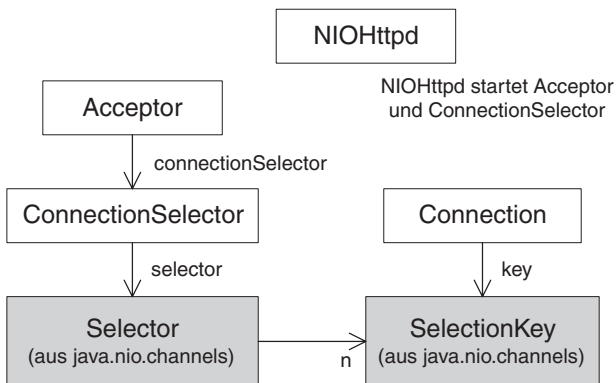 NIOHttpd
NIOHttpd startet Acceptor
und ConnectionSelector
Acceptor
connectionSelector
ConnectionSelector
Connection
selector
key
Selector
(aus java.nio.channels)
n
SelectionKey
(aus java.nio.channels)